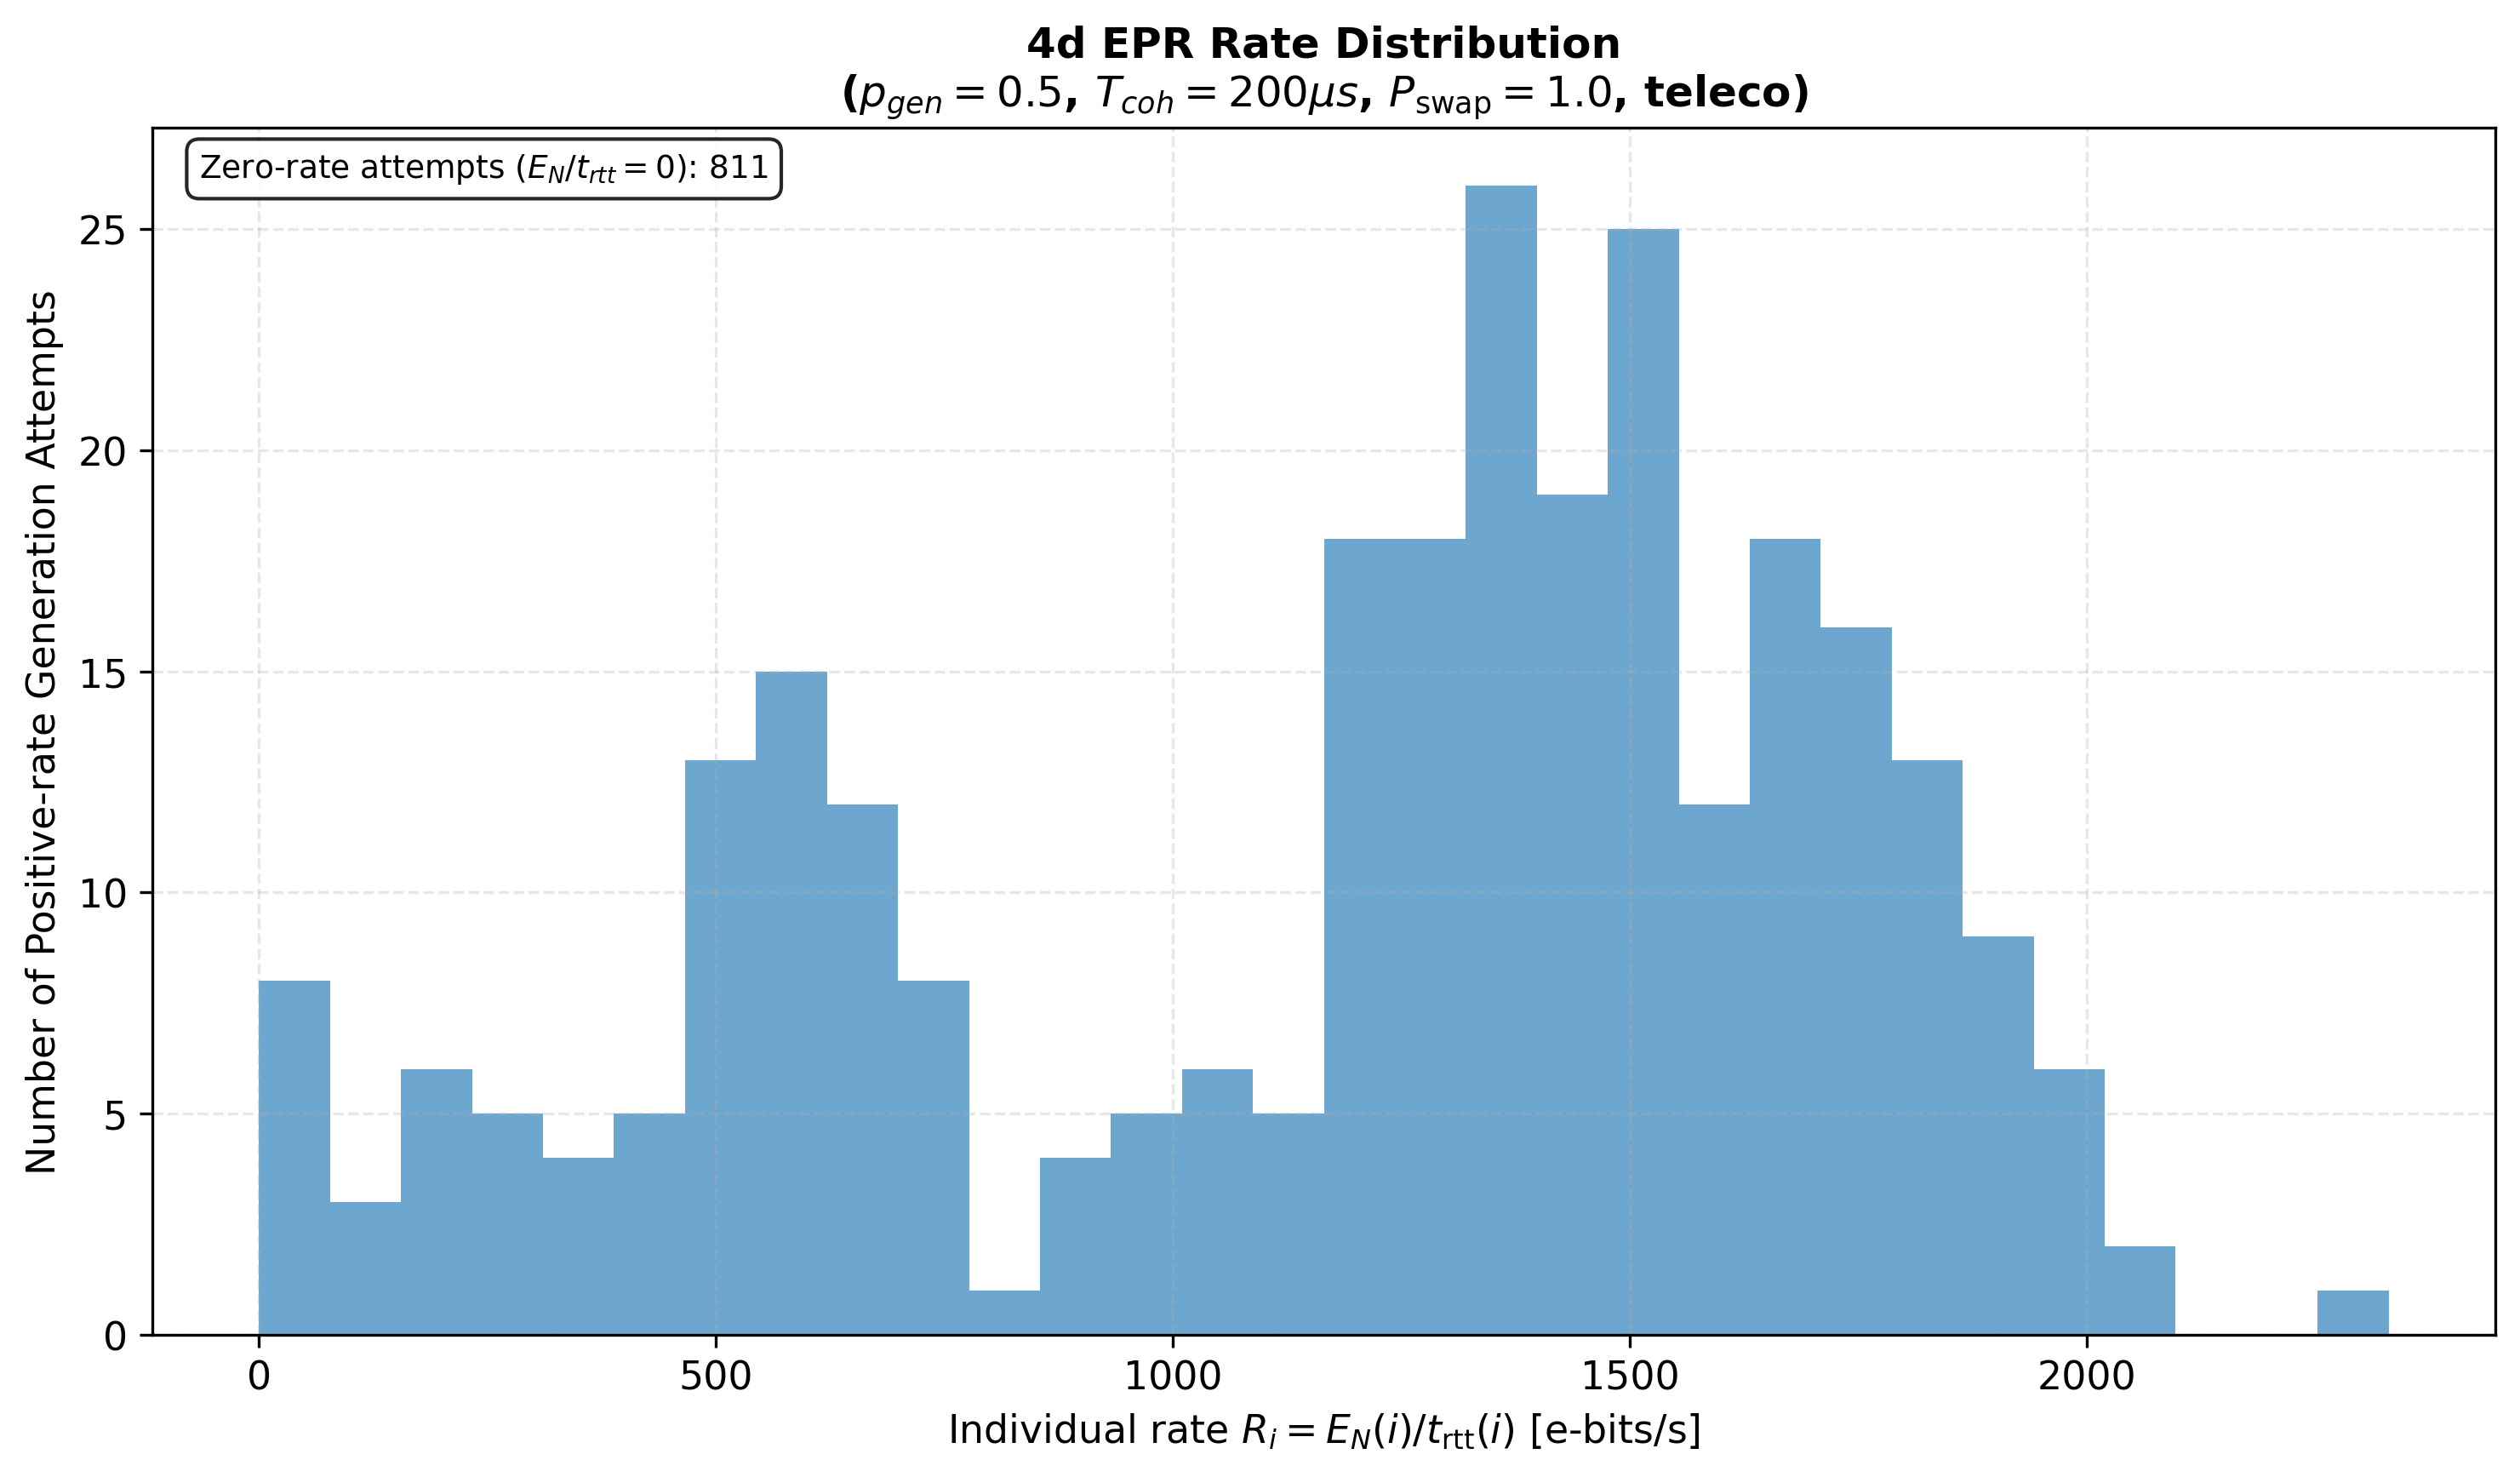 4d EPR Rate Distribution
(p_gen = 0.5, T_coh = 200μs, P_swap = 1.0, teleco)
Zero-rate attempts (E_N/t_rtt = 0): 811
Number of Positive-rate Generation Attempts
25
20
15
10
5
0
0 500 1000 1500 2000
Individual rate R_i = E_N(i)/t_rtt(i) [e-bits/s]